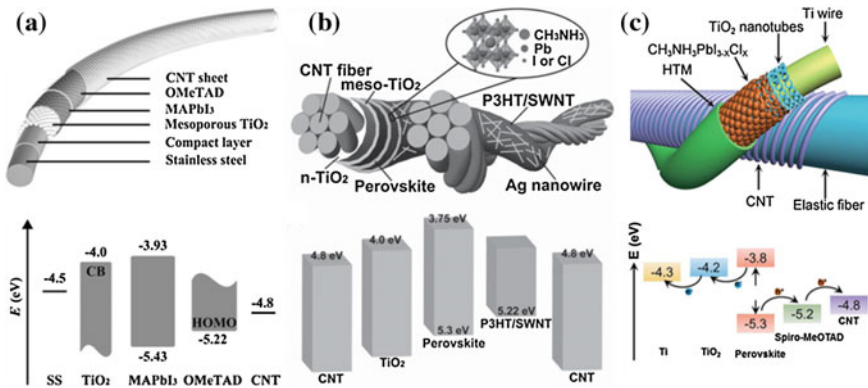 (a)
CNT sheet
OMeTAD
MAPbI₃
Mesoporous TiO₂
Compact layer
Stainless steel
E (eV)
-4.5
-4.0
CB
-3.93
-5.43
HOMO
-5.22
-4.8
SS TiO₂ MAPbI₃ OMeTAD CNT
(b)
CH₃NH₃
Pb
I or Cl
CNT fiber
meso-TiO₂
P3HT/SWNT
n-TiO₂
Perovskite
Ag nanowire
4.8 eV
4.0 eV
3.75 eV
4.8 eV
5.3 eV
5.22 eV
CNT
TiO₂
Perovskite
P3HT/SWNT
CNT
(c)
Ti wire
TiO₂ nanotubes
CH₃NH₃PbI₃₋ₓClₓ
HTM
CNT
Elastic fiber
E (eV)
-4.3
-4.2
-3.8
-5.3
-5.2
-4.8
CNT
Spiro-MeOTAD
Ti TiO₂ Perovskite